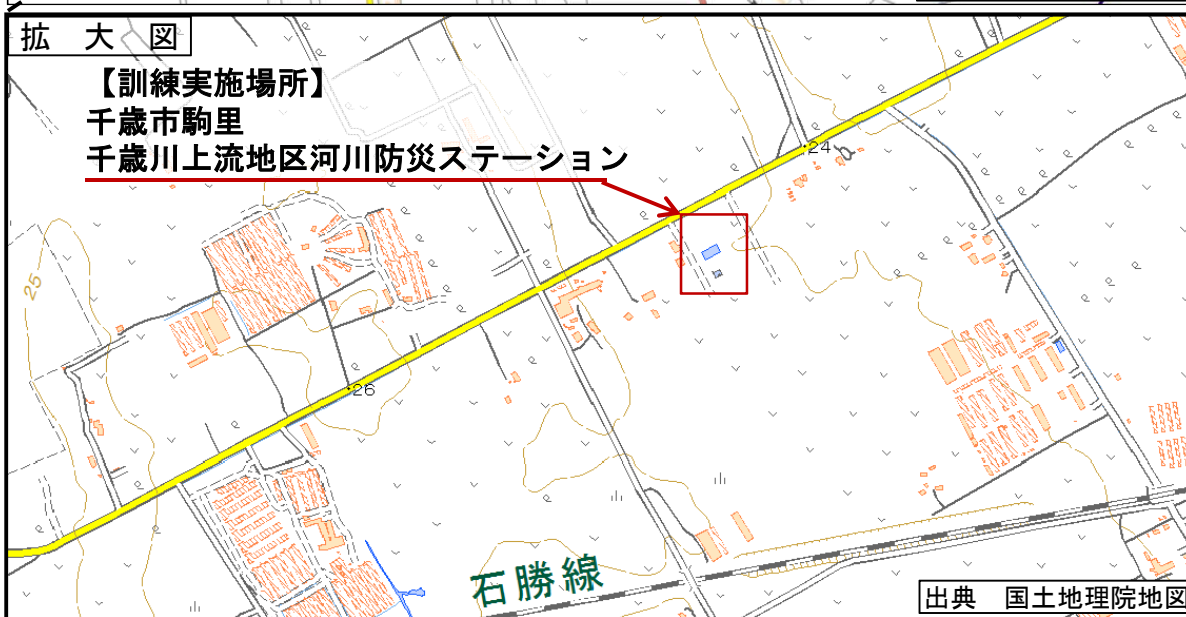 拡　大　図
【訓練実施場所】
千歳市駒里
千歳川上流地区河川防災ステーション
24
25
26
石勝線
出典　国土地理院地図